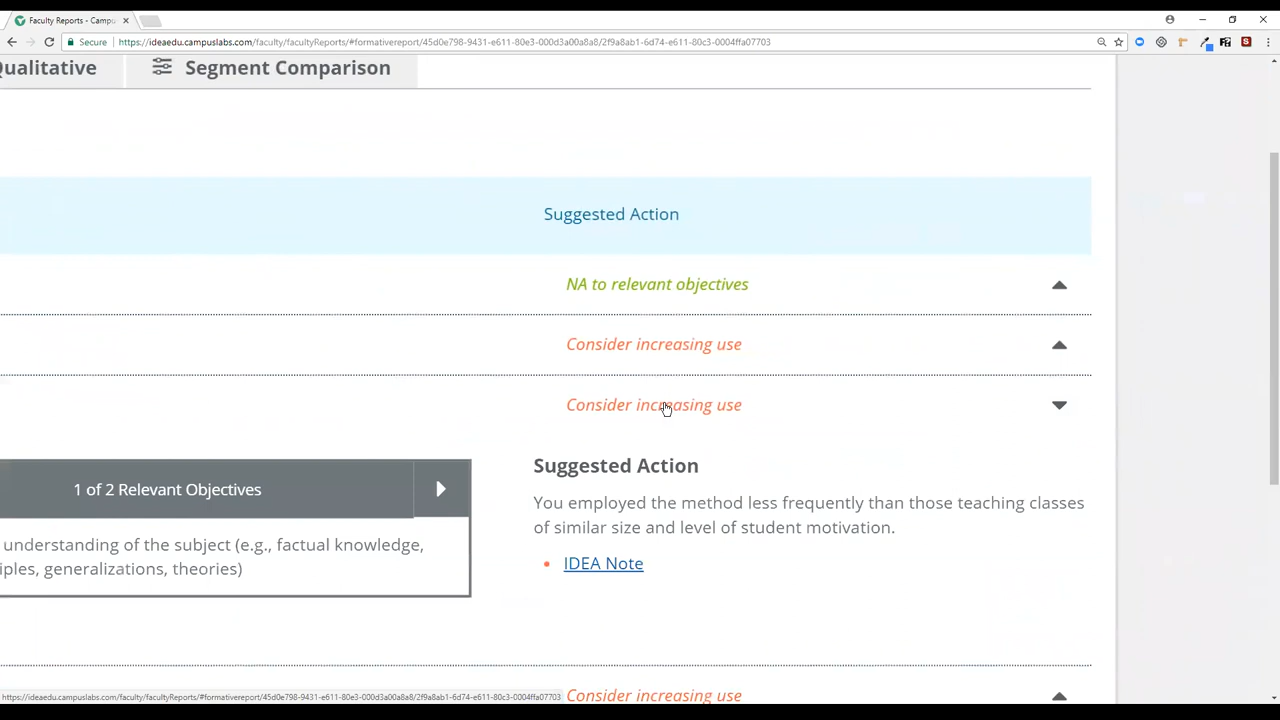 Faculty Reports - Campu
Secure
https://ideaedu.campuslabs.com/faculty/facultyReports/#formativereport/45d0e798-9431-e611-80e3-000d3a00a8a8/2f9a8ab1-6d74-e611-80c3-0004ffa07703
Qualitative
Segment Comparison
Suggested Action
NA to relevant objectives
Consider increasing use
Consider increasing use
1 of 2 Relevant Objectives
understanding of the subject (e.g., factual knowledge,
iples, generalizations, theories)
Suggested Action
You employed the method less frequently than those teaching classes
of similar size and level of student motivation.
IDEA Note
Consider increasing use
https://ideaedu.campuslabs.com/faculty/facultyReports/#formativereport/45d0e798-9431-e611-80e3-000d3a00a8a8/2f9a8ab1-6d74-e611-80c3-0004ffa07703